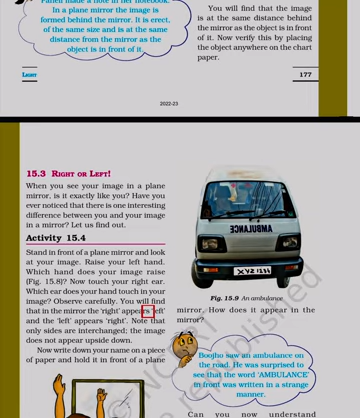 Paheli made a note in her notebook.
In a plane mirror the image is
formed behind the mirror. It is erect,
of the same size and is at the same
distance from the mirror as the
object is in front of it.
You will find that the image
is at the same distance behind
the mirror as the object is in front
of it. Now verify this by placing
the object anywhere on the chart
paper.
LIGHT
177
2022-23
15.3 RIGHT OR LEFT!
When you see your image in a plane
mirror, is it exactly like you? Have you
ever noticed that there is one interesting
difference between you and your image
in a mirror? Let us find out.
Activity 15.4
Stand in front of a plane mirror and look
at your image. Raise your left hand.
Which hand does your image raise
(Fig. 15.8)? Now touch your right ear.
Which ear does your hand touch in your
image? Observe carefully. You will find
that in the mirror the 'right' appears 'left'
and the 'left' appears 'right'. Note that
only sides are interchanged; the image
does not appear upside down.
Now write down your name on a piece
of paper and hold it in front of a plane
AMBULANCE
XYZ 1234
Fig. 15.9 An ambulance
mirror. How does it appear in the
mirror?
Boojho saw an ambulance on
the road. He was surprised to
see that the word 'AMBULANCE'
in front was written in a strange
manner.
Can you now understand
republished